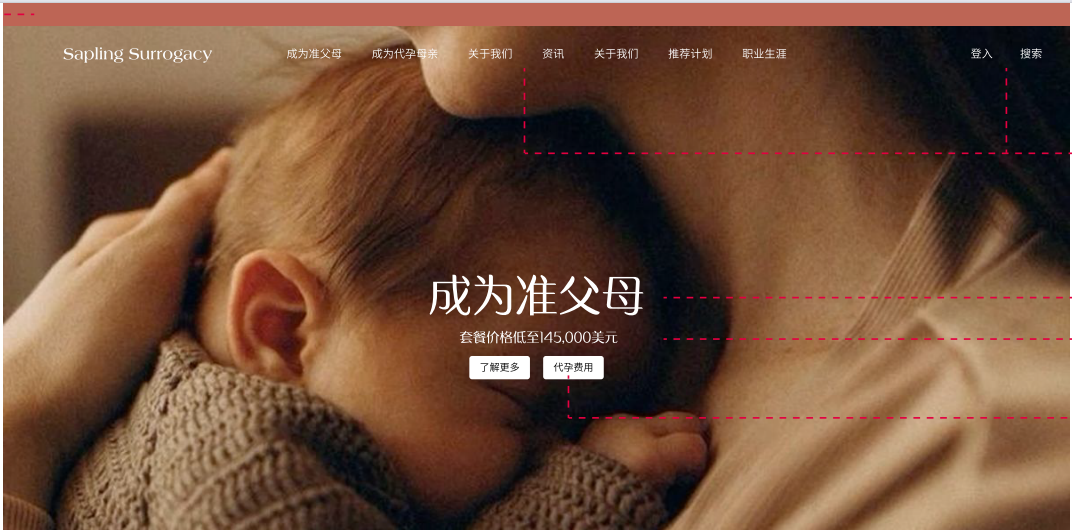 Sapling Surrogacy 成为准父母 成为代孕母亲 关于我们 资讯 关于我们 推荐计划 职业生涯 登入 搜索
成为准父母
套餐价格低至145,000美元
了解更多 代孕费用